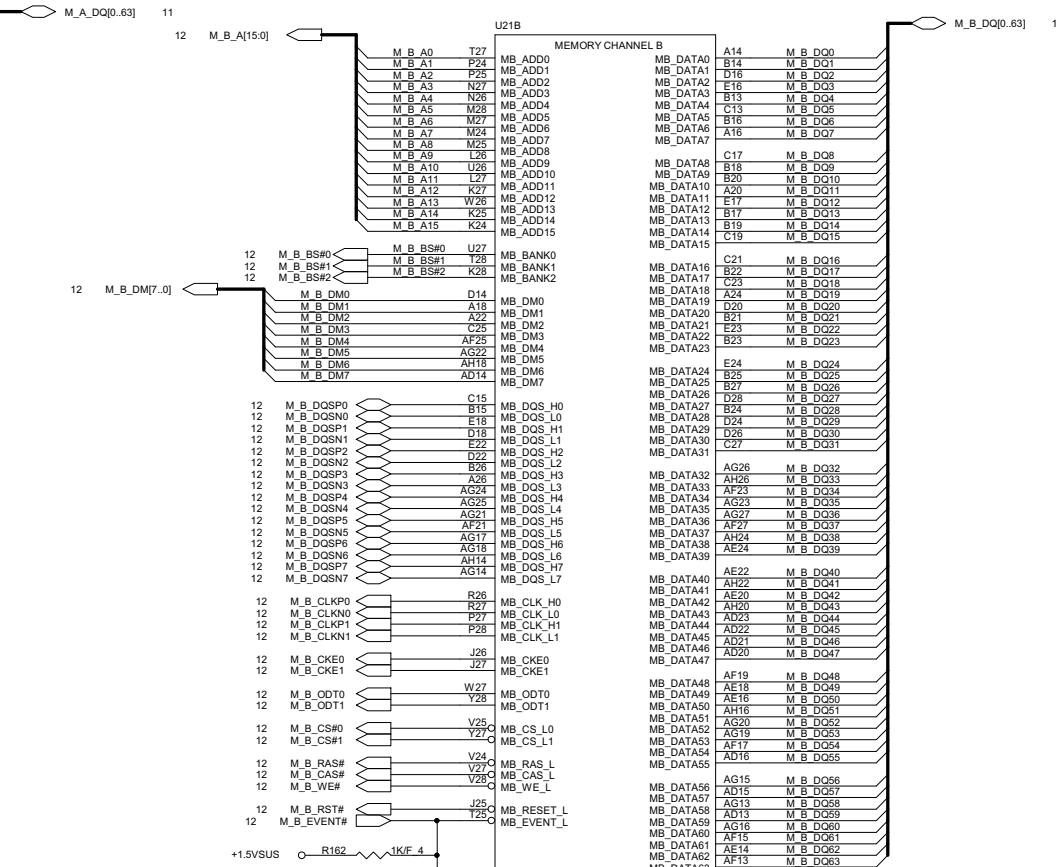 M_A_DQ[0..63] 11
12 M_B_A[15:0]
U21B
M_B_DQ[0..63] 1
MEMORY CHANNEL B
M_B_A0 T27 MB_ADD0
M_B_A1 P24 MB_ADD1
M_B_A2 P25 MB_ADD2
M_B_A3 N27 MB_ADD3
M_B_A4 N26 MB_ADD4
M_B_A5 M28 MB_ADD5
M_B_A6 M27 MB_ADD6
M_B_A7 M24 MB_ADD7
M_B_A8 M25 MB_ADD8
M_B_A9 L26 MB_ADD9
M_B_A10 U26 MB_ADD10
M_B_A11 L27 MB_ADD11
M_B_A12 K27 MB_ADD12
M_B_A13 W26 MB_ADD13
M_B_A14 K25 MB_ADD14
M_B_A15 K24 MB_ADD15
12 M_B_BS#0 M_B_BS#0 U27 MB_BANK0
12 M_B_BS#1 M_B_BS#1 T28 MB_BANK1
12 M_B_BS#2 M_B_BS#2 K28 MB_BANK2
12 M_B_DM[7..0]
M_B_DM0 D14 MB_DM0
M_B_DM1 A18 MB_DM1
M_B_DM2 A22 MB_DM2
M_B_DM3 C25 MB_DM3
M_B_DM4 AF25 MB_DM4
M_B_DM5 AG22 MB_DM5
M_B_DM6 AH18 MB_DM6
M_B_DM7 AD14 MB_DM7
12 M_B_DQSP0 C15 MB_DQS_H0
12 M_B_DQSN0 B15 MB_DQS_L0
12 M_B_DQSP1 E18 MB_DQS_H1
12 M_B_DQSN1 D18 MB_DQS_L1
12 M_B_DQSP2 E22 MB_DQS_H2
12 M_B_DQSN2 D22 MB_DQS_L2
12 M_B_DQSP3 B26 MB_DQS_H3
12 M_B_DQSN3 A26 MB_DQS_L3
12 M_B_DQSP4 AG24 MB_DQS_H4
12 M_B_DQSN4 AG25 MB_DQS_L4
12 M_B_DQSP5 AG21 MB_DQS_H5
12 M_B_DQSN5 AF21 MB_DQS_L5
12 M_B_DQSP6 AG17 MB_DQS_H6
12 M_B_DQSN6 AG18 MB_DQS_L6
12 M_B_DQSP7 AH14 MB_DQS_H7
12 M_B_DQSN7 AG14 MB_DQS_L7
12 M_B_CLKP0 R26 MB_CLK_H0
12 M_B_CLKN0 R27 MB_CLK_L0
12 M_B_CLKP1 P27 MB_CLK_H1
12 M_B_CLKN1 P28 MB_CLK_L1
12 M_B_CKE0 J26 MB_CKE0
12 M_B_CKE1 J27 MB_CKE1
12 M_B_ODT0 W27 MB_ODT0
12 M_B_ODT1 Y28 MB_ODT1
12 M_B_CS#0 V25 MB_CS_L0
12 M_B_CS#1 Y27 MB_CS_L1
12 M_B_RAS# V24 MB_RAS_L
12 M_B_CAS# V27 MB_CAS_L
12 M_B_WE# V28 MB_WE_L
12 M_B_RST# J25 MB_RESET_L
12 M_B_EVENT# T25 MB_EVENT_L
+1.5VSUS R162 1K/F_4
MB_DATA0 A14 M_B_DQ0
MB_DATA1 B14 M_B_DQ1
MB_DATA2 D16 M_B_DQ2
MB_DATA3 E16 M_B_DQ3
MB_DATA4 B13 M_B_DQ4
MB_DATA5 C13 M_B_DQ5
MB_DATA6 B16 M_B_DQ6
MB_DATA7 A16 M_B_DQ7
MB_DATA8 C17 M_B_DQ8
MB_DATA9 B18 M_B_DQ9
MB_DATA10 B20 M_B_DQ10
MB_DATA11 A20 M_B_DQ11
MB_DATA12 E17 M_B_DQ12
MB_DATA13 B17 M_B_DQ13
MB_DATA14 B19 M_B_DQ14
MB_DATA15 C19 M_B_DQ15
MB_DATA16 C21 M_B_DQ16
MB_DATA17 B22 M_B_DQ17
MB_DATA18 C23 M_B_DQ18
MB_DATA19 A24 M_B_DQ19
MB_DATA20 D20 M_B_DQ20
MB_DATA21 B21 M_B_DQ21
MB_DATA22 E23 M_B_DQ22
MB_DATA23 B23 M_B_DQ23
MB_DATA24 E24 M_B_DQ24
MB_DATA25 B25 M_B_DQ25
MB_DATA26 B27 M_B_DQ26
MB_DATA27 D28 M_B_DQ27
MB_DATA28 B24 M_B_DQ28
MB_DATA29 D24 M_B_DQ29
MB_DATA30 D26 M_B_DQ30
MB_DATA31 C27 M_B_DQ31
MB_DATA32 AG26 M_B_DQ32
MB_DATA33 AH26 M_B_DQ33
MB_DATA34 AF23 M_B_DQ34
MB_DATA35 AG23 M_B_DQ35
MB_DATA36 AG27 M_B_DQ36
MB_DATA37 AF27 M_B_DQ37
MB_DATA38 AH24 M_B_DQ38
MB_DATA39 AE24 M_B_DQ39
MB_DATA40 AE22 M_B_DQ40
MB_DATA41 AH22 M_B_DQ41
MB_DATA42 AE20 M_B_DQ42
MB_DATA43 AH20 M_B_DQ43
MB_DATA44 AD23 M_B_DQ44
MB_DATA45 AD22 M_B_DQ45
MB_DATA46 AD21 M_B_DQ46
MB_DATA47 AD20 M_B_DQ47
MB_DATA48 AF19 M_B_DQ48
MB_DATA49 AE18 M_B_DQ49
MB_DATA50 AE16 M_B_DQ50
MB_DATA51 AH16 M_B_DQ51
MB_DATA52 AG20 M_B_DQ52
MB_DATA53 AG19 M_B_DQ53
MB_DATA54 AF17 M_B_DQ54
MB_DATA55 AD16 M_B_DQ55
MB_DATA56 AG15 M_B_DQ56
MB_DATA57 AD15 M_B_DQ57
MB_DATA58 AG13 M_B_DQ58
MB_DATA59 AD13 M_B_DQ59
MB_DATA60 AG16 M_B_DQ60
MB_DATA61 AF15 M_B_DQ61
MB_DATA62 AE14 M_B_DQ62
AF13 M_B_DQ63